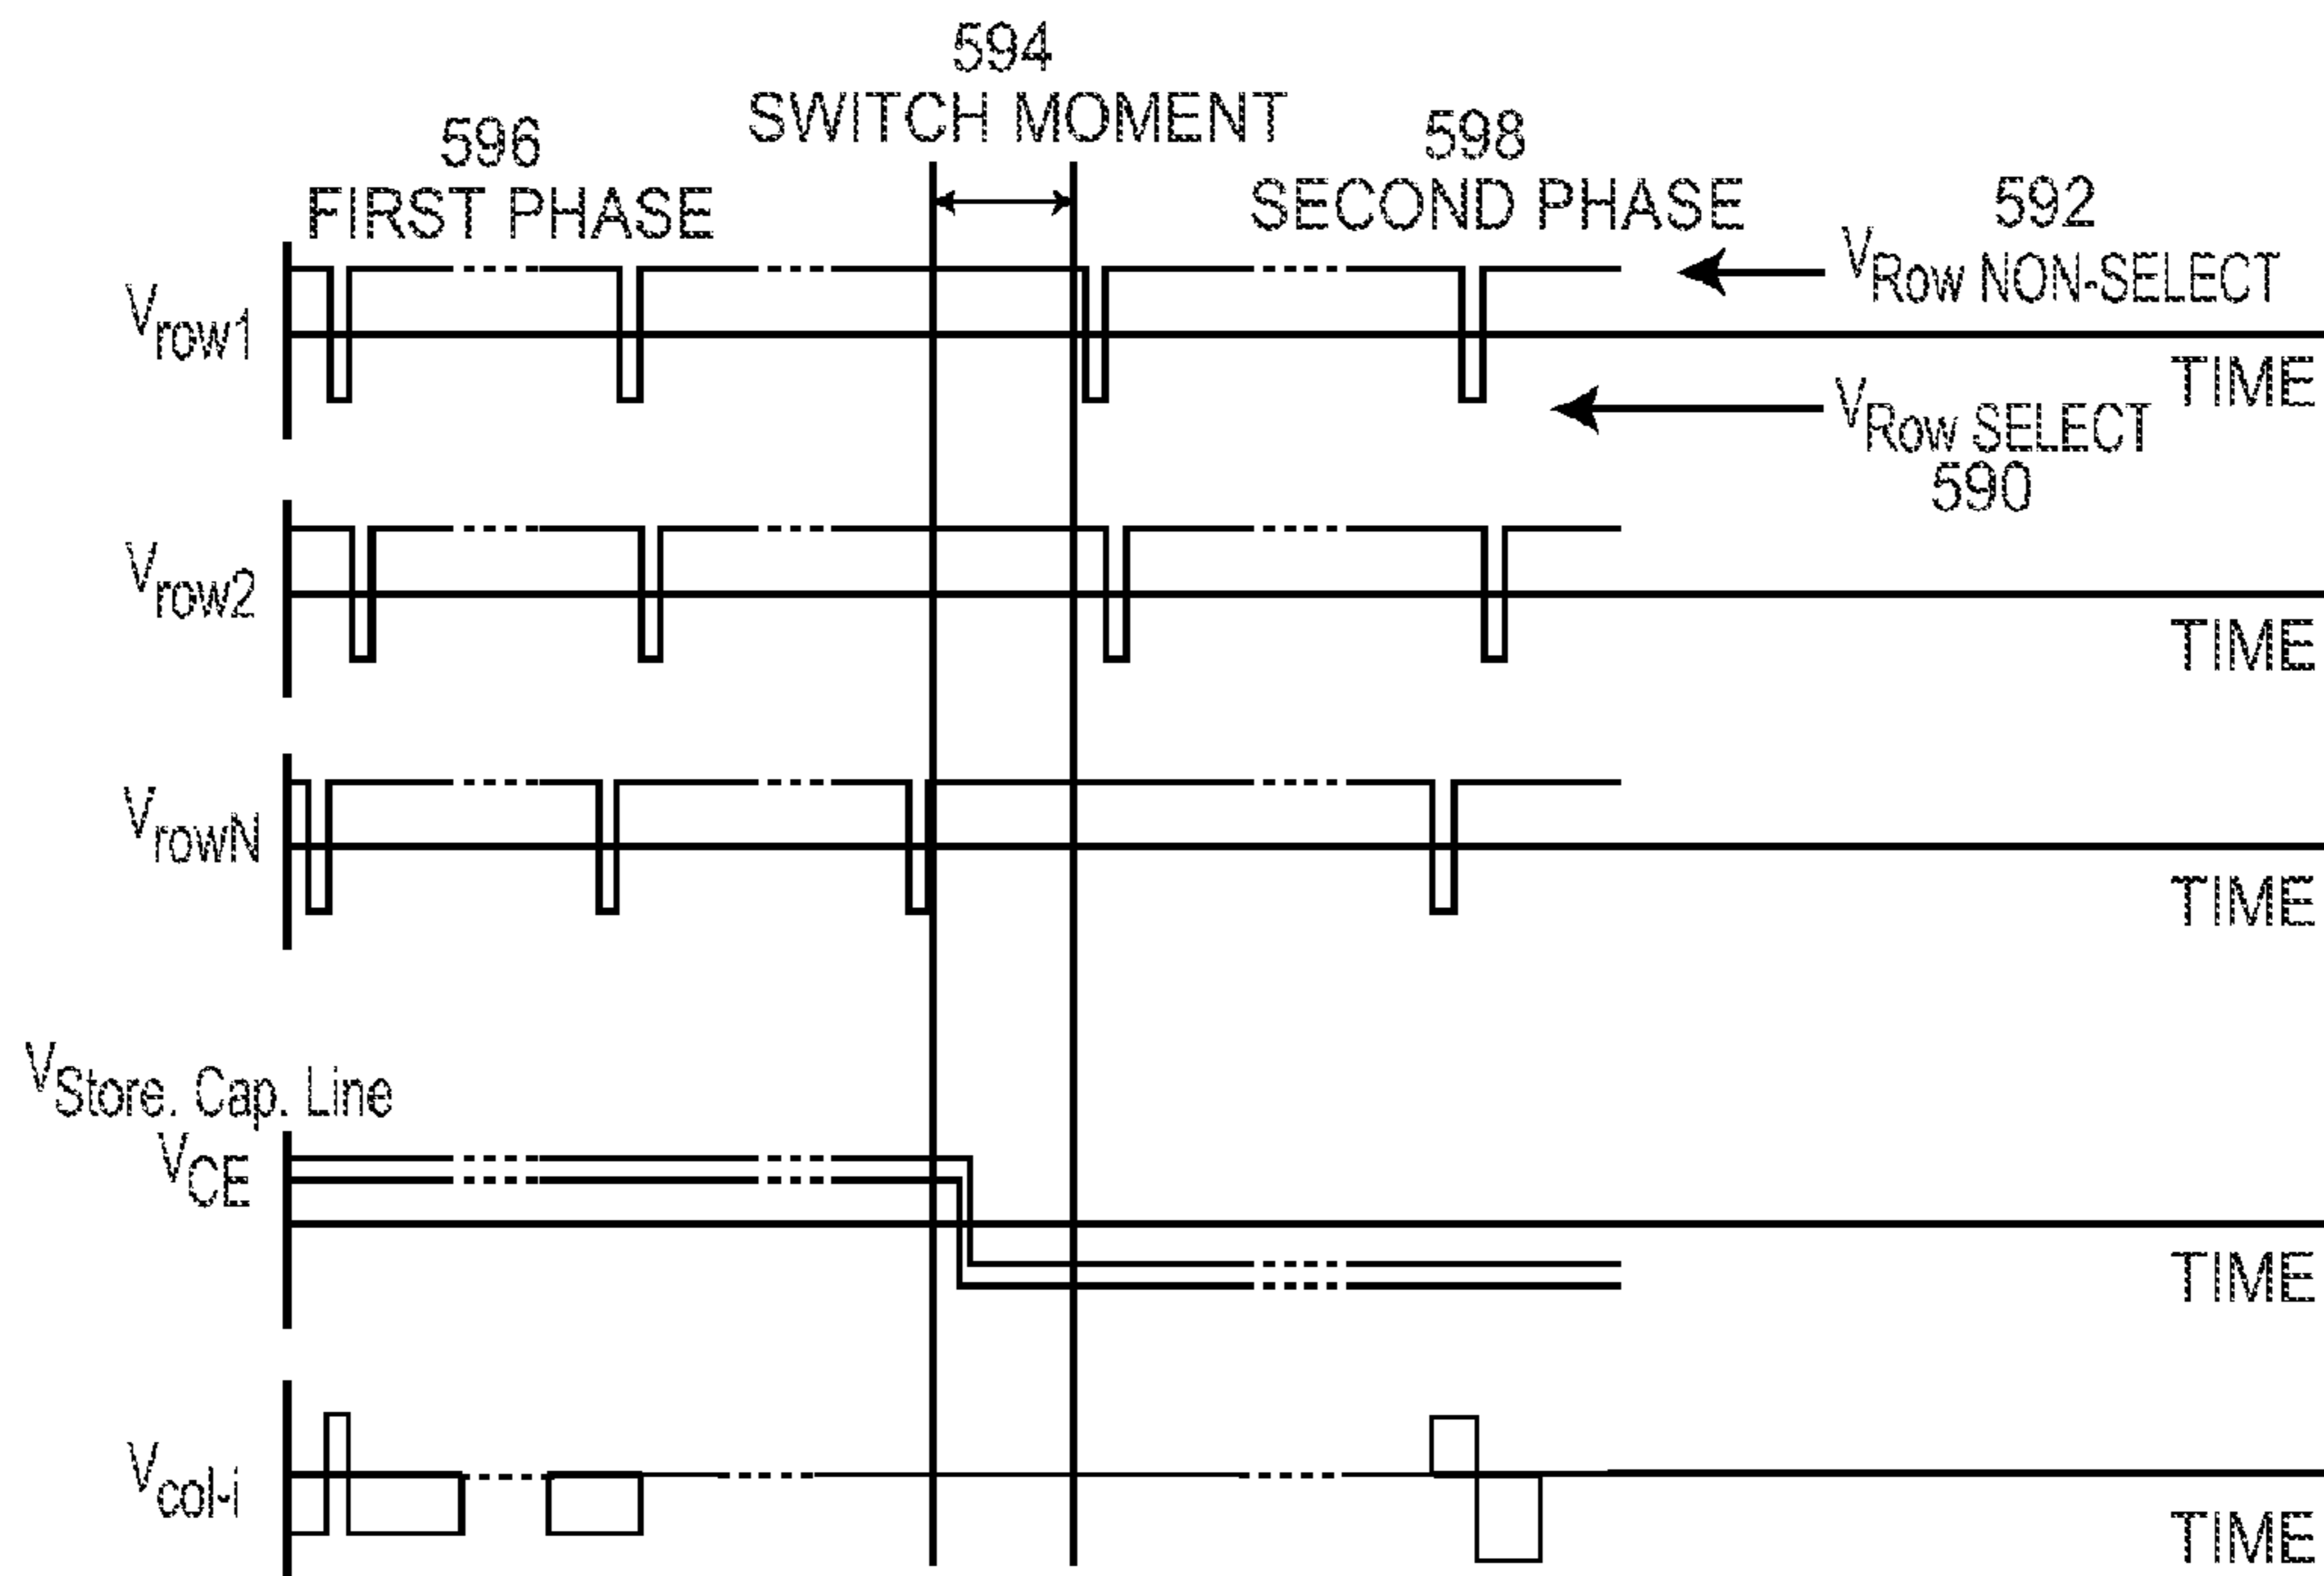 594
SWITCH MOMENT
596
FIRST PHASE
598
SECOND PHASE
592
VRow NON-SELECT
Vrow1
TIME
VRow SELECT
590
Vrow2
TIME
VrowN
TIME
VStore. Cap. Line
VCE
TIME
Vcol-i
TIME